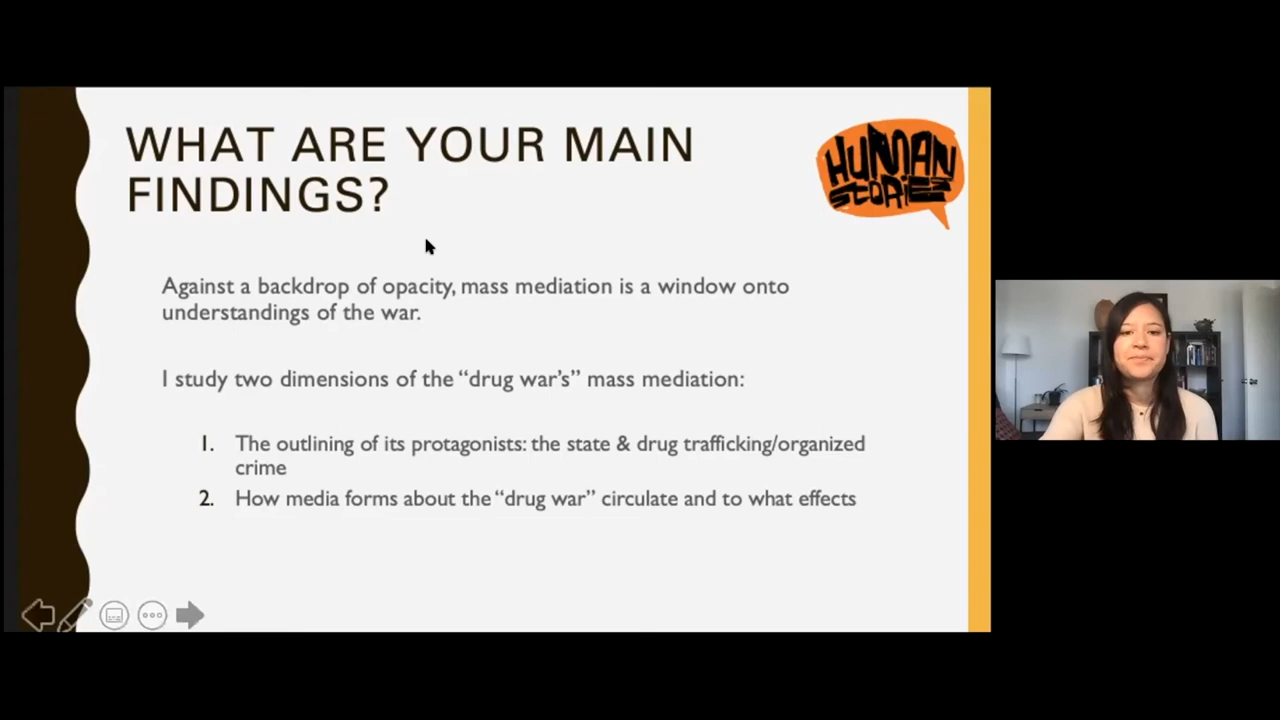 WHAT ARE YOUR MAIN
FINDINGS?
HUMAN
STORIES
Against a backdrop of opacity, mass mediation is a window onto
understandings of the war.
I study two dimensions of the “drug war’s” mass mediation:
1. The outlining of its protagonists: the state & drug trafficking/organized
crime
2. How media forms about the “drug war” circulate and to what effects